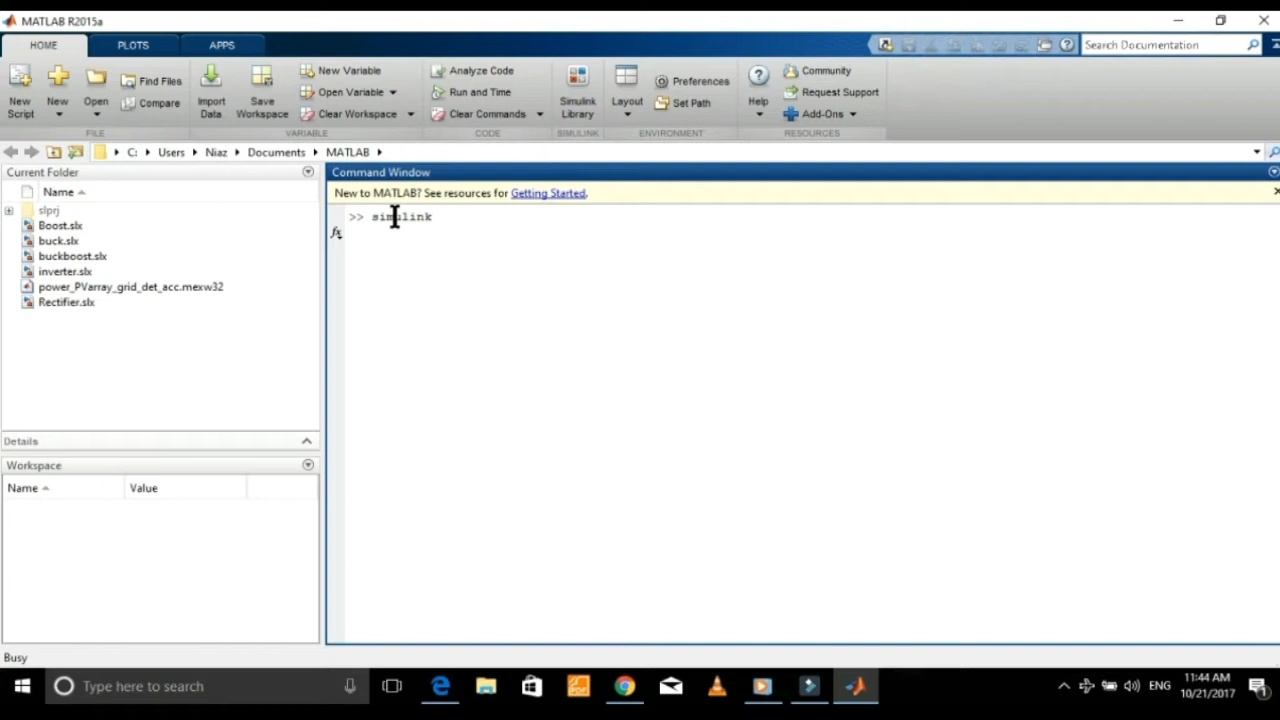 MATLAB R2015a
HOME PLOTS APPS Search Documentation
New Script New Open Find Files Compare Import Data Save Workspace New Variable Open Variable Clear Workspace Analyze Code Run and Time Clear Commands Simulink Library Layout Preferences Set Path Help Community Request Support Add-Ons
FILE VARIABLE CODE SIMULINK ENVIRONMENT RESOURCES
C: Users Niaz Documents MATLAB
Current Folder
Name
slprj
Boost.slx
buck.slx
buckboost.slx
inverter.slx
power_PVarray_grid_det_acc.mexw32
Rectifier.slx
Details
Workspace
Name Value
Command Window
New to MATLAB? See resources for Getting Started.
>> simulink
fx
Busy
Type here to search
ENG
11:44 AM
10/21/2017